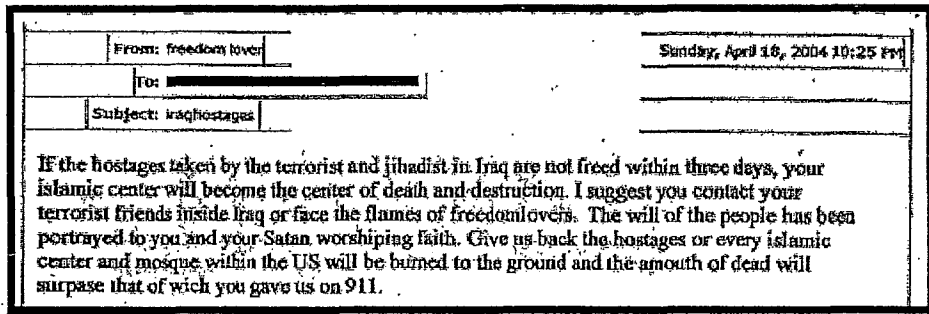 From: freedom lover
Sunday, April 18, 2004 10:25 PM
To:
Subject: iraqhostages
If the hostages taken by the terrorist and jihadist in Iraq are not freed within three days, your
islamic center will become the center of death and destruction. I suggest you contact your
terrorist friends inside Iraq or face the flames of freedomlovers. The will of the people has been
portrayed to you and your Satan worshiping faith. Give us back the hostages or every islamic
center and mosque within the US will be burned to the ground and the amouth of dead will
surpase that of wich you gave us on 911.